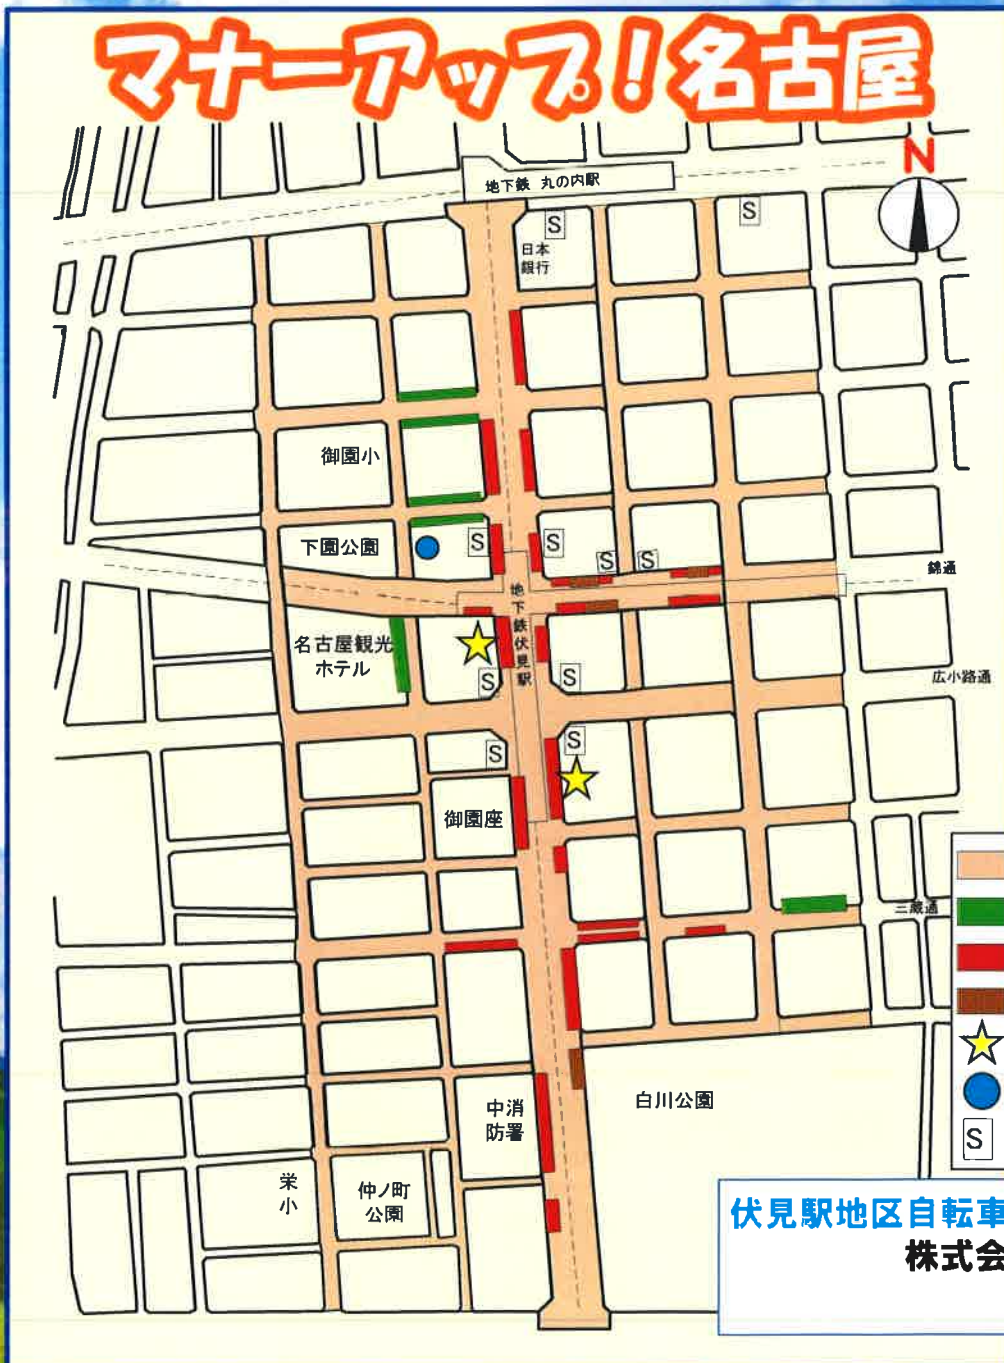 マナーアップ!名古屋
N
地下鉄 丸の内駅
S
S
日本
銀行
御園小
下園公園
S
S
S
S
錦通
地下鉄伏見駅
名古屋観光
ホテル
S
S
広小路通
S
S
御園座
三蔵通
白川公園
中消
防署
S
栄
小
仲ノ町
公園
伏見駅地区自転車
株式会